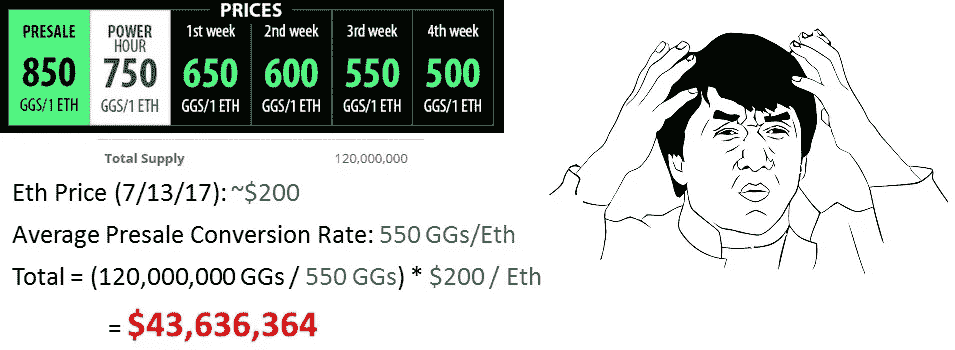 PRICES
PRESALE
850
GGS/1 ETH
POWER
HOUR
750
GGS/1 ETH
1st week
650
GGS/1 ETH
2nd week
600
GGS/1 ETH
3rd week
550
GGS/1 ETH
4th week
500
GGS/1 ETH
Total Supply 120,000,000
Eth Price (7/13/17): ~$200
Average Presale Conversion Rate: 550 GGs/Eth
Total = (120,000,000 GGs / 550 GGs) * $200 / Eth
= $43,636,364